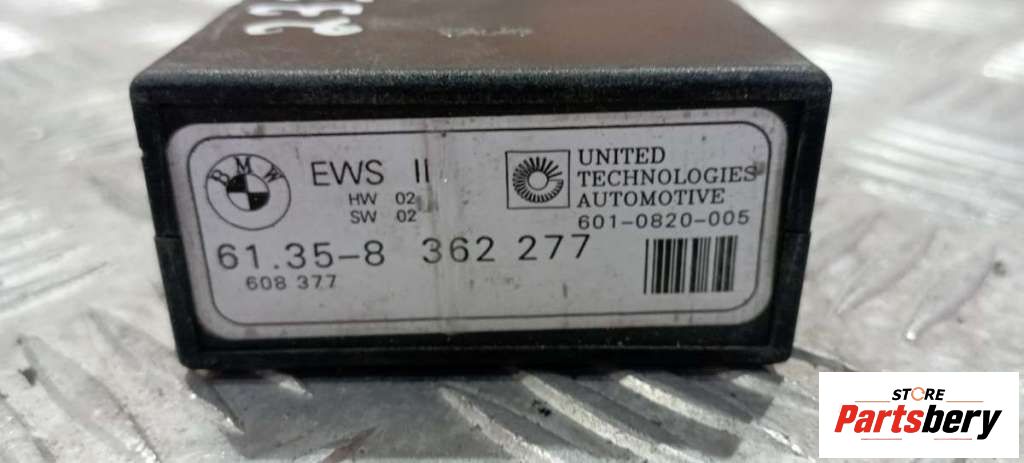 BMW
EWS II
HW 02
SW 02
UNITED
TECHNOLOGIES
AUTOMOTIVE
601-0820-005
61.35-8 362 277
608 377
STORE
Partsbery